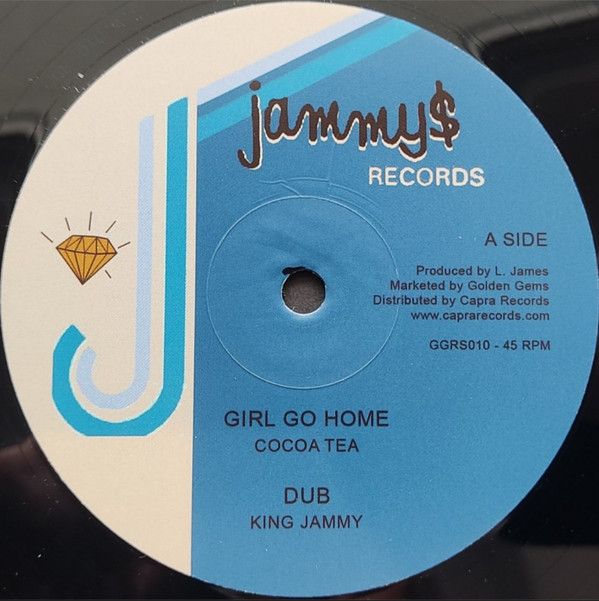 jammy$
RECORDS
A SIDE
Produced by L. James
Marketed by Golden Gems
Distributed by Capra Records
www.caprarecords.com
GGRS010 - 45 RPM
GIRL GO HOME
COCOA TEA
DUB
KING JAMMY